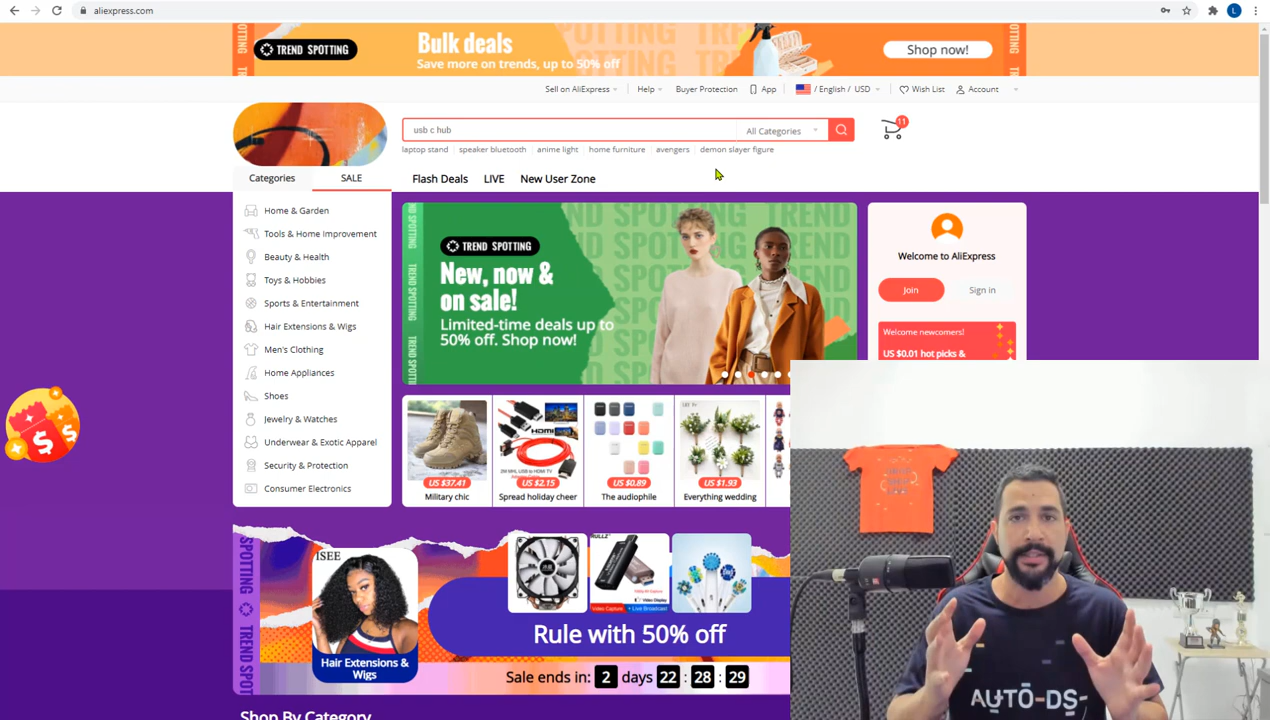 aliexpress.com
L
TREND SPOTTING
Bulk deals
Save more on trends, up to 50% off
Shop now!
Sell on AliExpress
Help
Buyer Protection
App
/ English / USD
Wish List
Account
usb c hub
All Categories
11
laptop stand
speaker bluetooth
anime light
home furniture
avengers
demon slayer figure
Categories
SALE
Flash Deals
LIVE
New User Zone
Home & Garden
Tools & Home Improvement
Beauty & Health
Toys & Hobbies
Sports & Entertainment
Hair Extensions & Wigs
Men's Clothing
Home Appliances
Shoes
Jewelry & Watches
Underwear & Exotic Apparel
Security & Protection
Consumer Electronics
TREND SPOTTING
New, now &
on sale!
Limited-time deals up to
50% off. Shop now!
Welcome to AliExpress
Join
Sign in
Welcome newcomers!
US $0.01 hot picks &
US $37.41
Military chic
HDMI
US $2.15
Spread holiday cheer
US $0.89
The audiophile
US $1.93
Everything wedding
ISEE
Hair Extensions &
Wigs
Video Capture + Live Broadcast
Rule with 50% off
Sale ends in: 2 days 22 : 28 : 29
Shop By Category
AUTO-DS